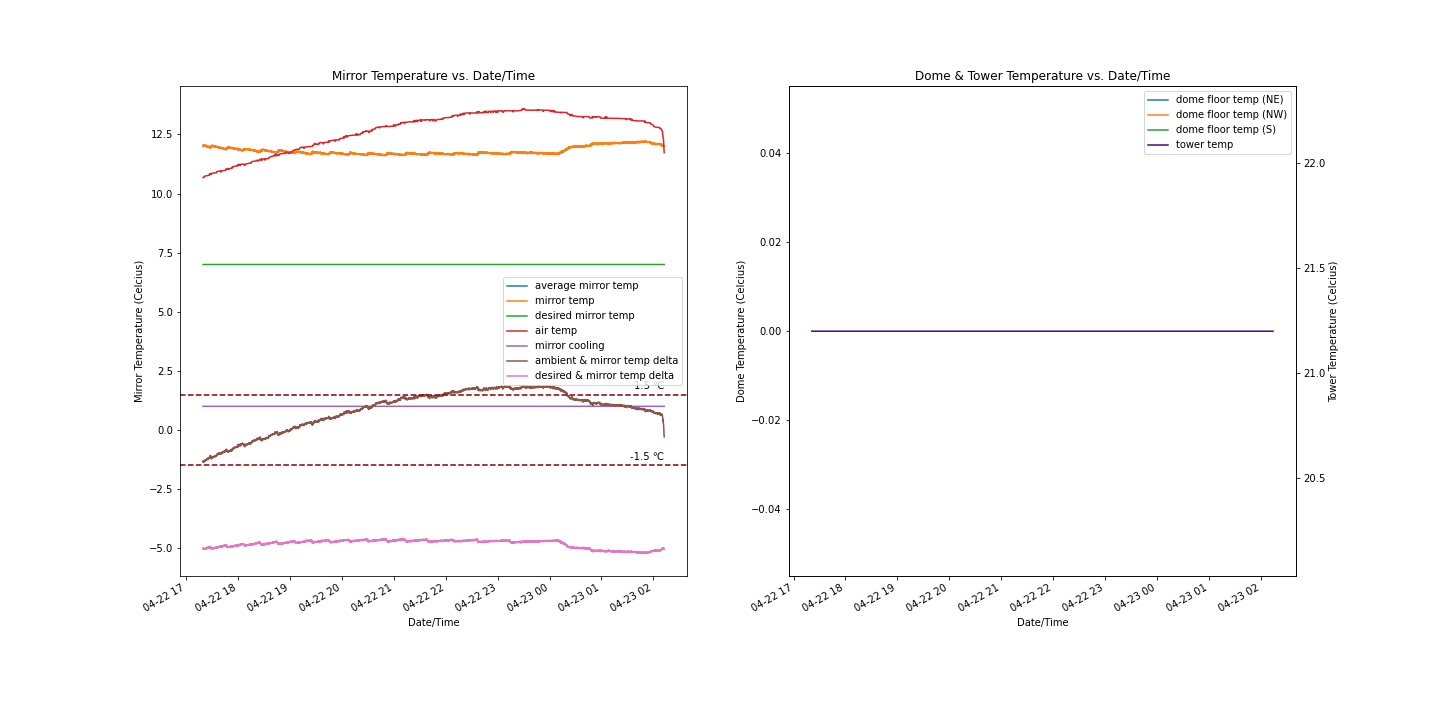 Mirror Temperature vs. Date/Time
Mirror Temperature (Celcius)
12.5
10.0
7.5
5.0
2.5
0.0
−2.5
−5.0
average mirror temp
mirror temp
desired mirror temp
air temp
mirror cooling
ambient & mirror temp delta
desired & mirror temp delta
-1.5 ℃
04-22 17
04-22 18
04-22 19
04-22 20
04-22 21
04-22 22
04-22 23
04-23 00
04-23 01
04-23 02
Date/Time
Dome & Tower Temperature vs. Date/Time
Dome Temperature (Celcius)
0.04
0.02
0.00
−0.02
−0.04
dome floor temp (NE)
dome floor temp (NW)
dome floor temp (S)
tower temp
22.0
21.5
21.0
20.5
Tower Temperature (Celcius)
04-22 17
04-22 18
04-22 19
04-22 20
04-22 21
04-22 22
04-22 23
04-23 00
04-23 01
04-23 02
Date/Time